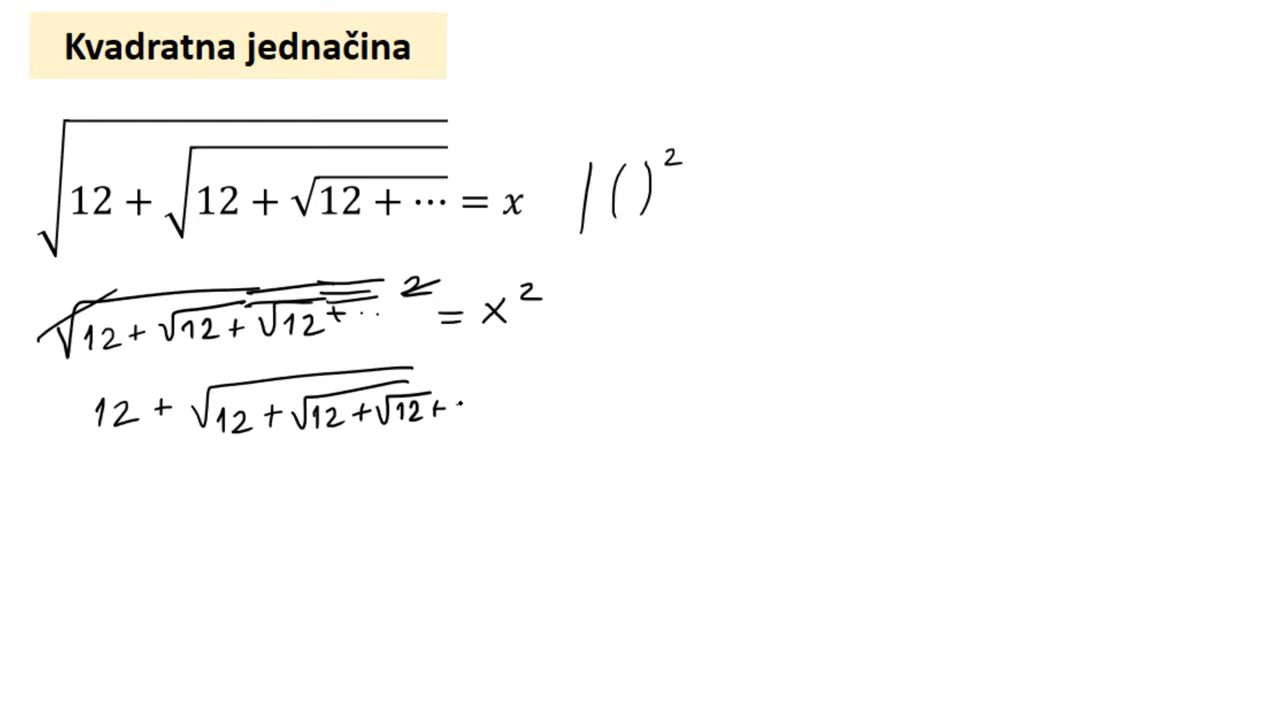 Kvadratna jednačina
√(12 + √(12 + √(12 + ⋯))) = x | ( )²
√(12 + √(12 + √(12 + ..)))² = x²
12 + √(12 + √(12 + √(12 + .